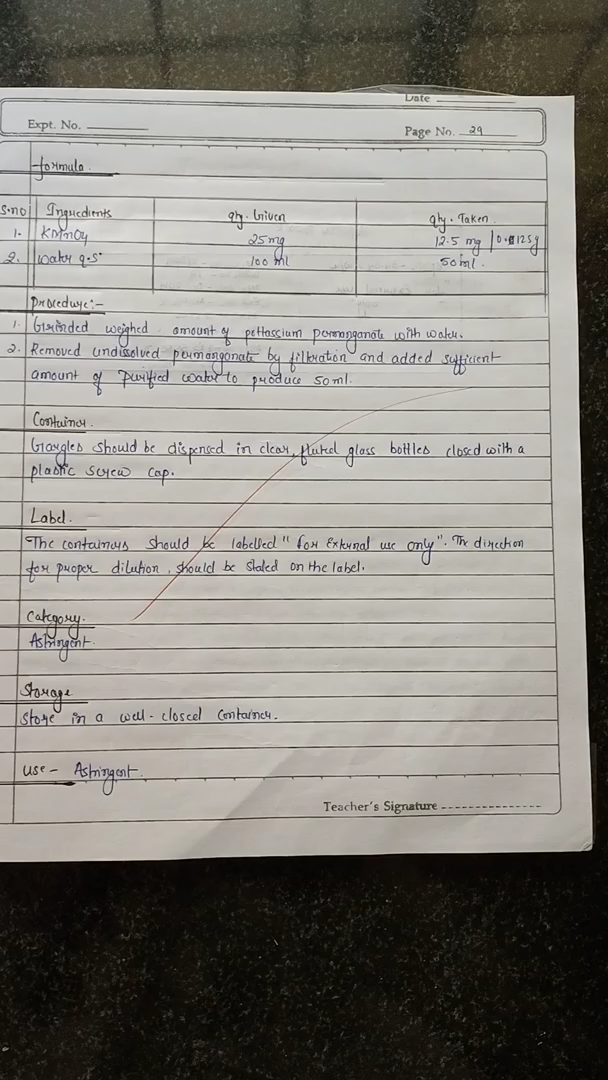 Date
Expt. No.
Page No. 29
formula.
S.no Ingredients qty. Given qty. Taken
1. KMnO4 25mg 12.5 mg / 0.0125g
2. Water q.s 100 ml 50ml.
procedure:-
1. Grinded weighed amount of pottassium permanganate with water.
2. Removed undissolved permanganate by filtration and added sufficient
amount of purified water to produce 50ml.
Container.
Gargles should be dispensed in clear, fluted glass bottles closed with a
plastic screw cap.
Label.
The containers should be labelled "for External use only". The direction
for proper dilution, should be stated on the label.
Category.
Astringent.
Storage
Store in a well-closed container.
use - Astringent.
Teacher's Signature